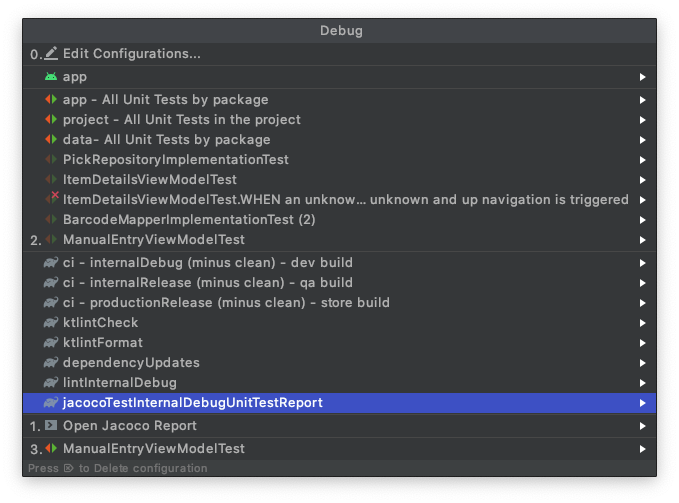 Debug
0. Edit Configurations...
app
app - All Unit Tests by package
project - All Unit Tests in the project
data- All Unit Tests by package
PickRepositoryImplementationTest
ItemDetailsViewModelTest
ItemDetailsViewModelTest.WHEN an unknow... unknown and up navigation is triggered
BarcodeMapperImplementationTest (2)
2. ManualEntryViewModelTest
ci - internalDebug (minus clean) - dev build
ci - internalRelease (minus clean) - qa build
ci - productionRelease (minus clean) - store build
ktlintCheck
ktlintFormat
dependencyUpdates
lintInternalDebug
jacocoTestInternalDebugUnitTestReport
1. Open Jacoco Report
3. ManualEntryViewModelTest
Press ⌦ to Delete configuration